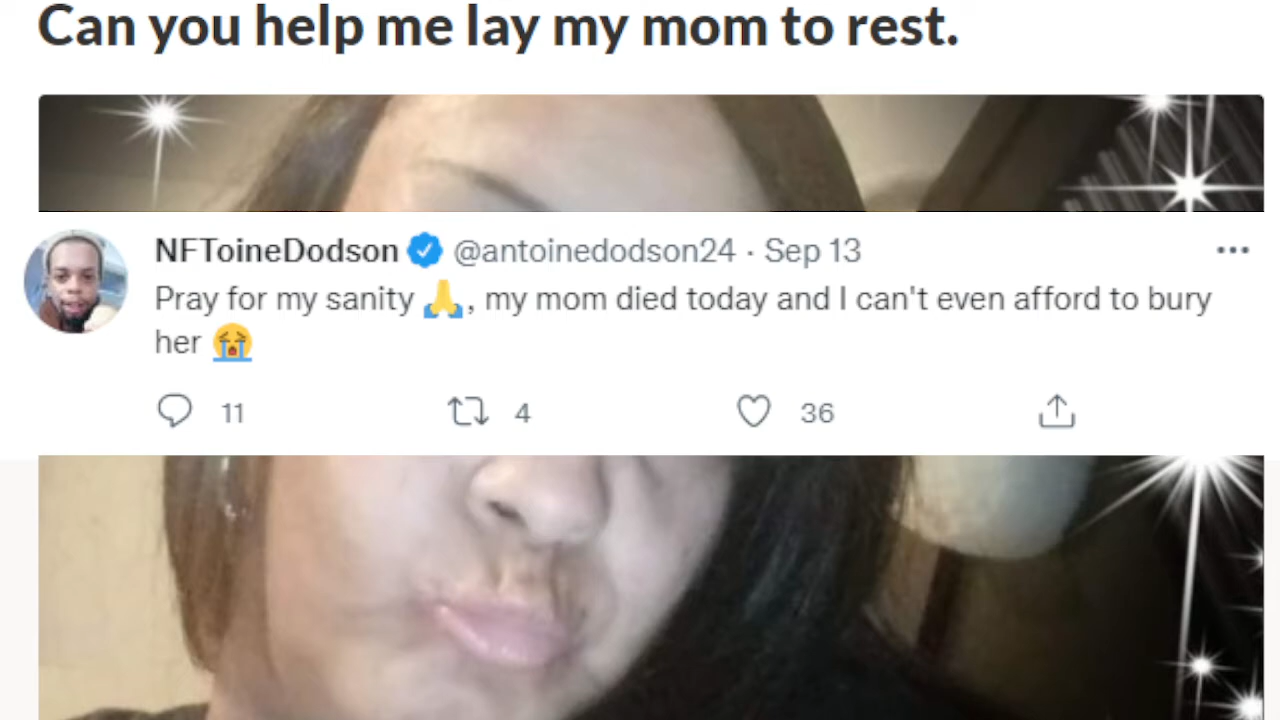 Can you help me lay my mom to rest.
NFToineDodson @antoinedodson24 · Sep 13
Pray for my sanity 🙏, my mom died today and I can't even afford to bury
her 😭
11 4 36